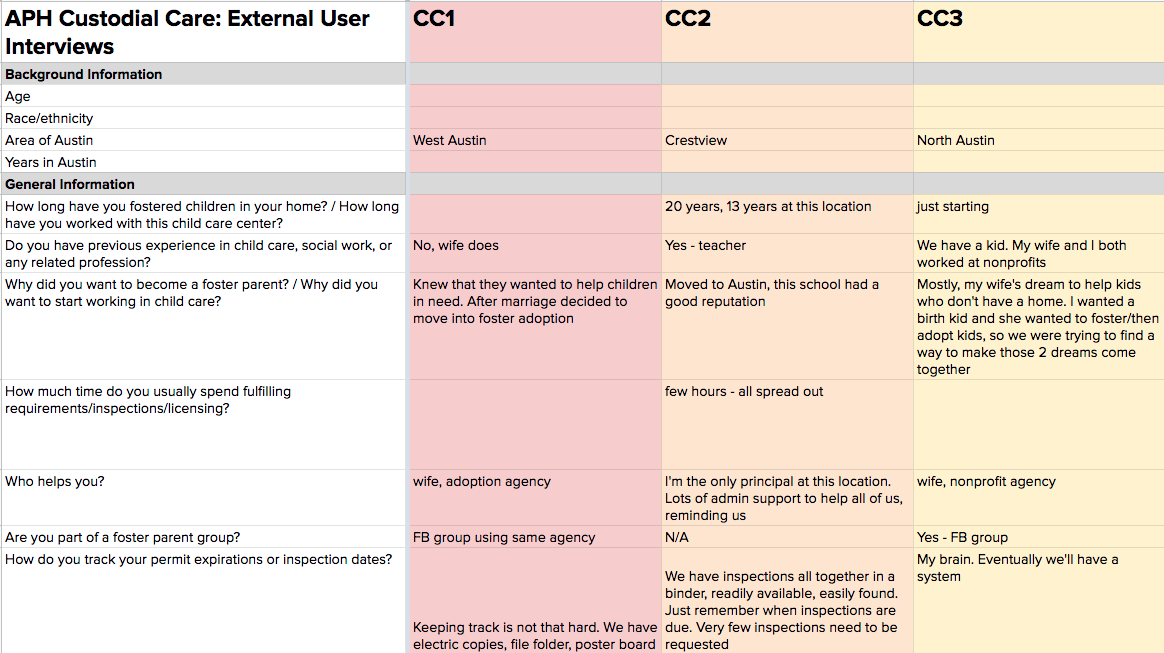 APH Custodial Care: External User
Interviews
CC1
CC2
CC3
Background Information
Age
Race/ethnicity
Area of Austin
West Austin
Crestview
North Austin
Years in Austin
General Information
How long have you fostered children in your home? / How long
have you worked with this child care center?
20 years, 13 years at this location
just starting
Do you have previous experience in child care, social work, or
any related profession?
No, wife does
Yes - teacher
We have a kid. My wife and I both
worked at nonprofits
Why did you want to become a foster parent? / Why did you
want to start working in child care?
Knew that they wanted to help children
in need. After marriage decided to
move into foster adoption
Moved to Austin, this school had a
good reputation
Mostly, my wife's dream to help kids
who don't have a home. I wanted a
birth kid and she wanted to foster/then
adopt kids, so we were trying to find a
way to make those 2 dreams come
together
How much time do you usually spend fulfilling
requirements/inspections/licensing?
few hours - all spread out
Who helps you?
wife, adoption agency
I'm the only principal at this location.
Lots of admin support to help all of us,
reminding us
wife, nonprofit agency
Are you part of a foster parent group?
FB group using same agency
N/A
Yes - FB group
How do you track your permit expirations or inspection dates?
Keeping track is not that hard. We have
electric copies, file folder, poster board
We have inspections all together in a
binder, readily available, easily found.
Just remember when inspections are
due. Very few inspections need to be
requested
My brain. Eventually we'll have a
system